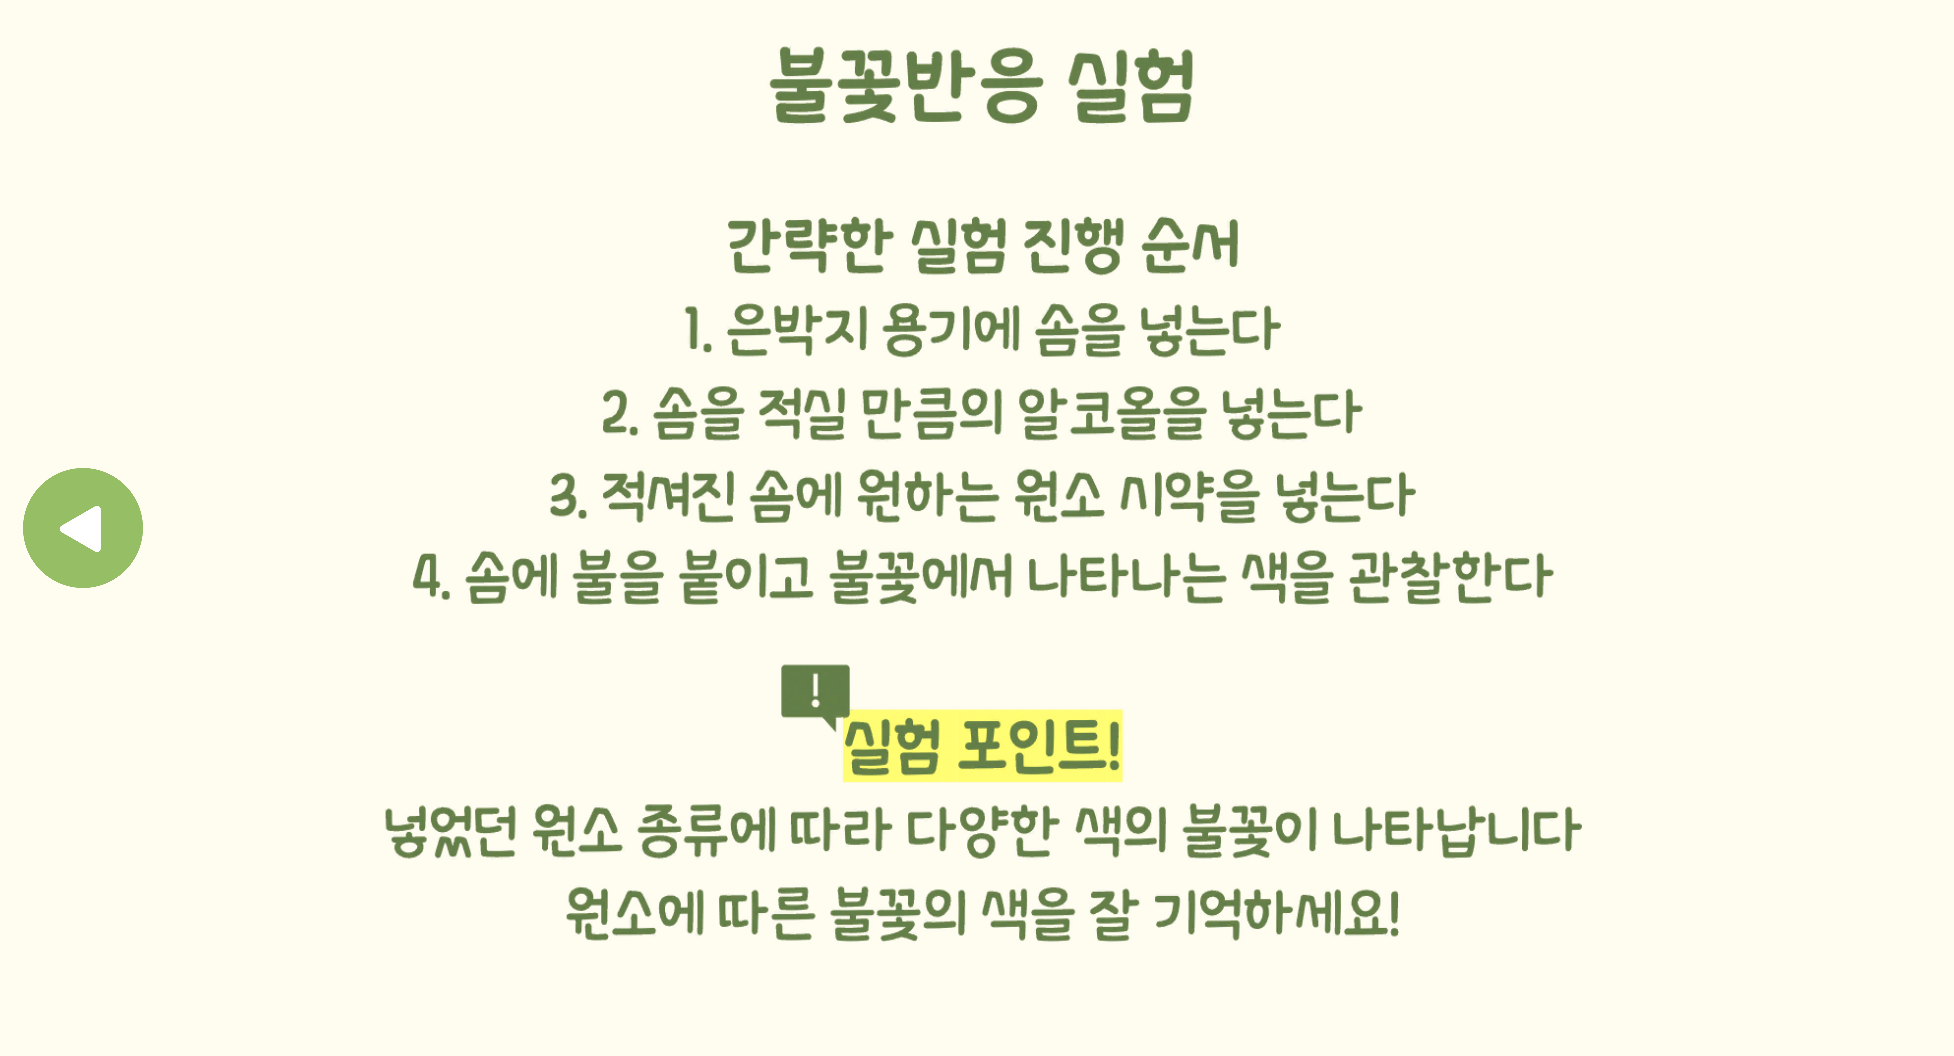 불꽃반응 실험
간략한 실험 진행 순서
1. 은박지 용기에 솜을 넣는다
2. 솜을 적실 만큼의 알코올을 넣는다
3. 적셔진 솜에 원하는 원소 시약을 넣는다
4. 솜에 불을 붙이고 불꽃에서 나타나는 색을 관찰한다
!
실험 포인트!
넣었던 원소 종류에 따라 다양한 색의 불꽃이 나타납니다
원소에 따른 불꽃의 색을 잘 기억하세요!